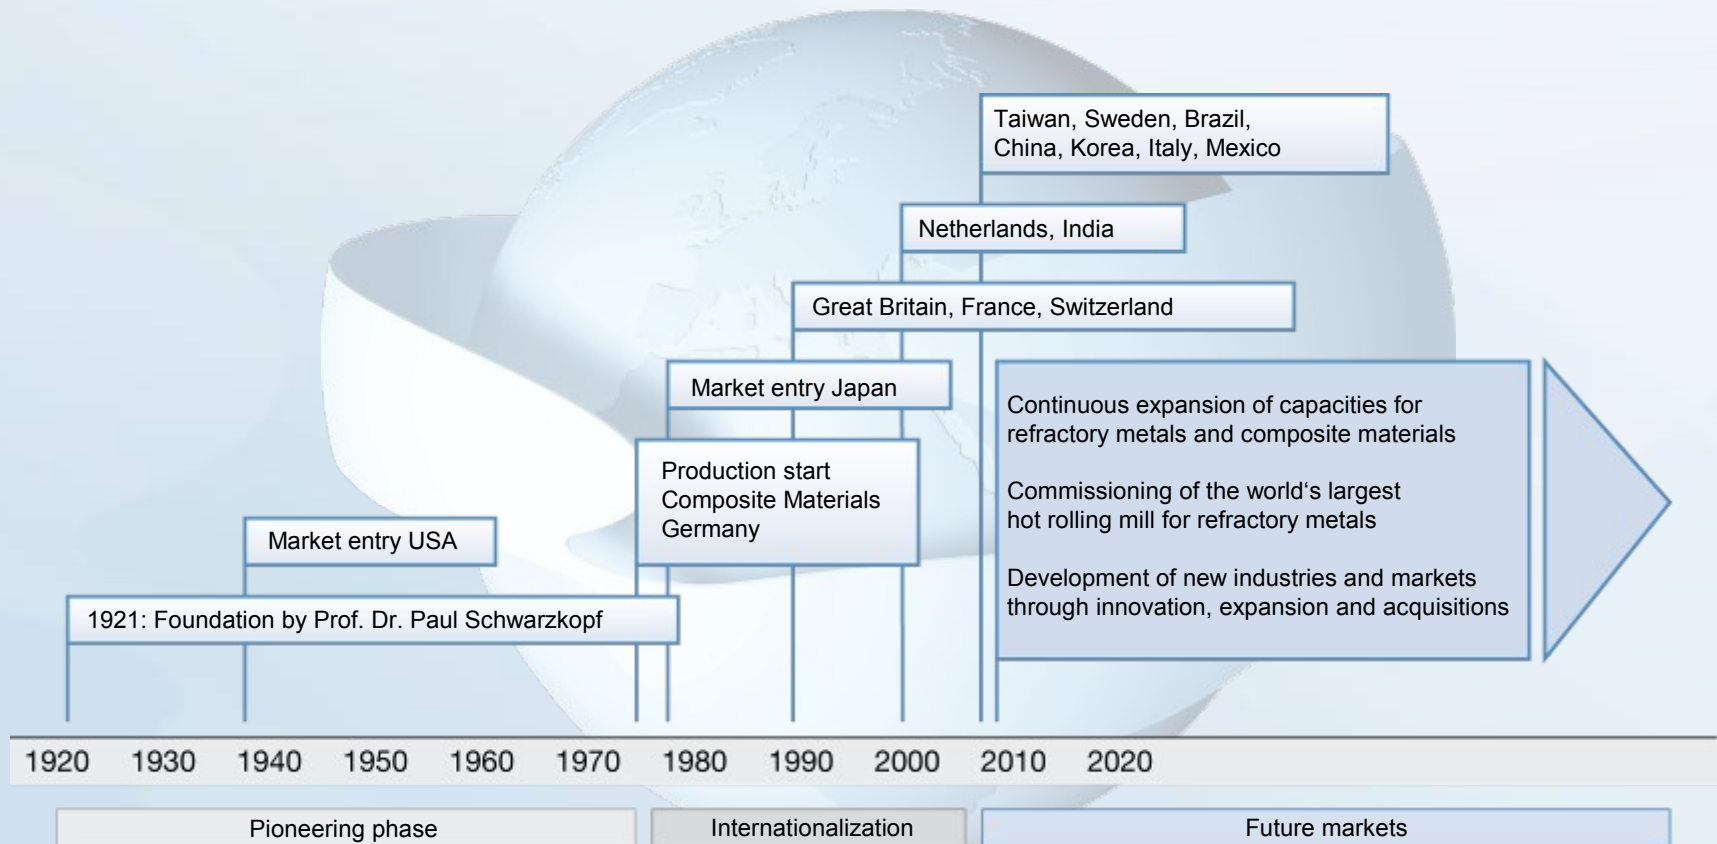 Taiwan, Sweden, Brazil,
China, Korea, Italy, Mexico
Netherlands, India
Great Britain, France, Switzerland
Market entry Japan
Continuous expansion of capacities for
refractory metals and composite materials
Commissioning of the world‘s largest
hot rolling mill for refractory metals
Development of new industries and markets
through innovation, expansion and acquisitions
Production start
Composite Materials
Germany
Market entry USA
1921: Foundation by Prof. Dr. Paul Schwarzkopf
1920 1930 1940 1950 1960 1970 1980 1990 2000 2010 2020
Pioneering phase
Internationalization
Future markets